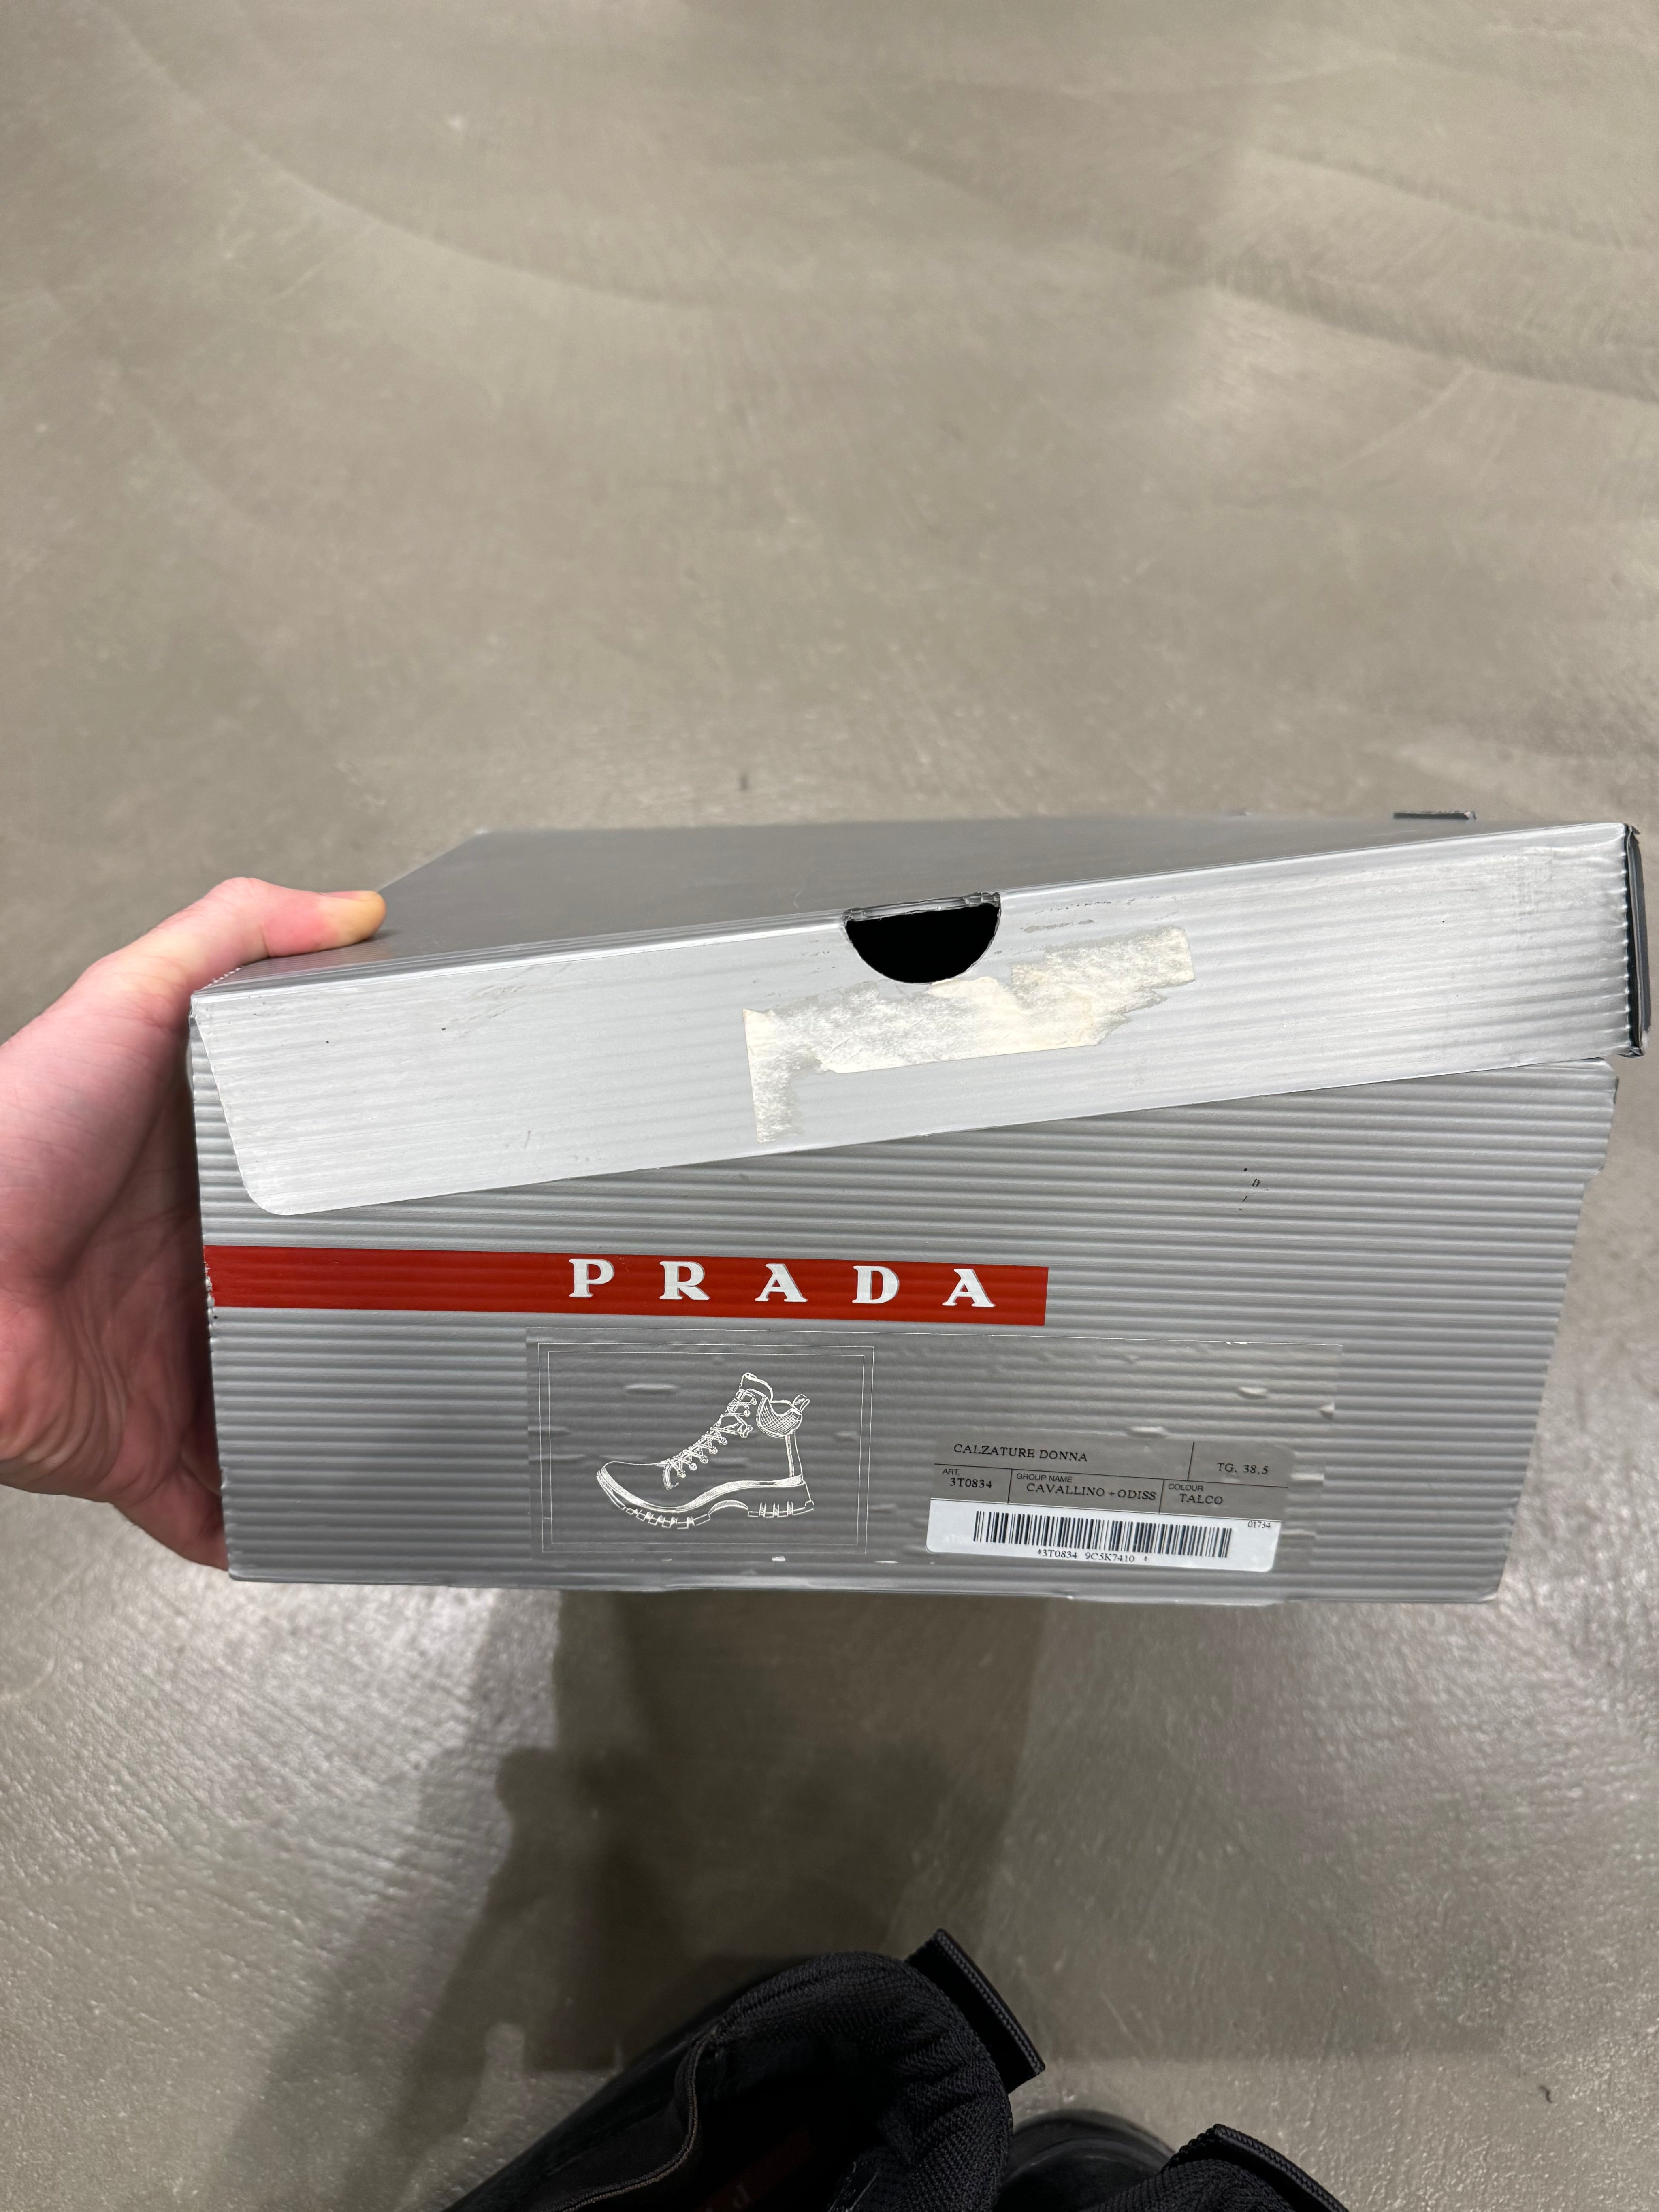 PRADA
CALZATURE DONNA
TG. 38,5
ART.
3T0834
GROUP NAME
CAVALLINO+ODISS
COLOUR
TALCO
01734
*3T0834 9C5K7410 *